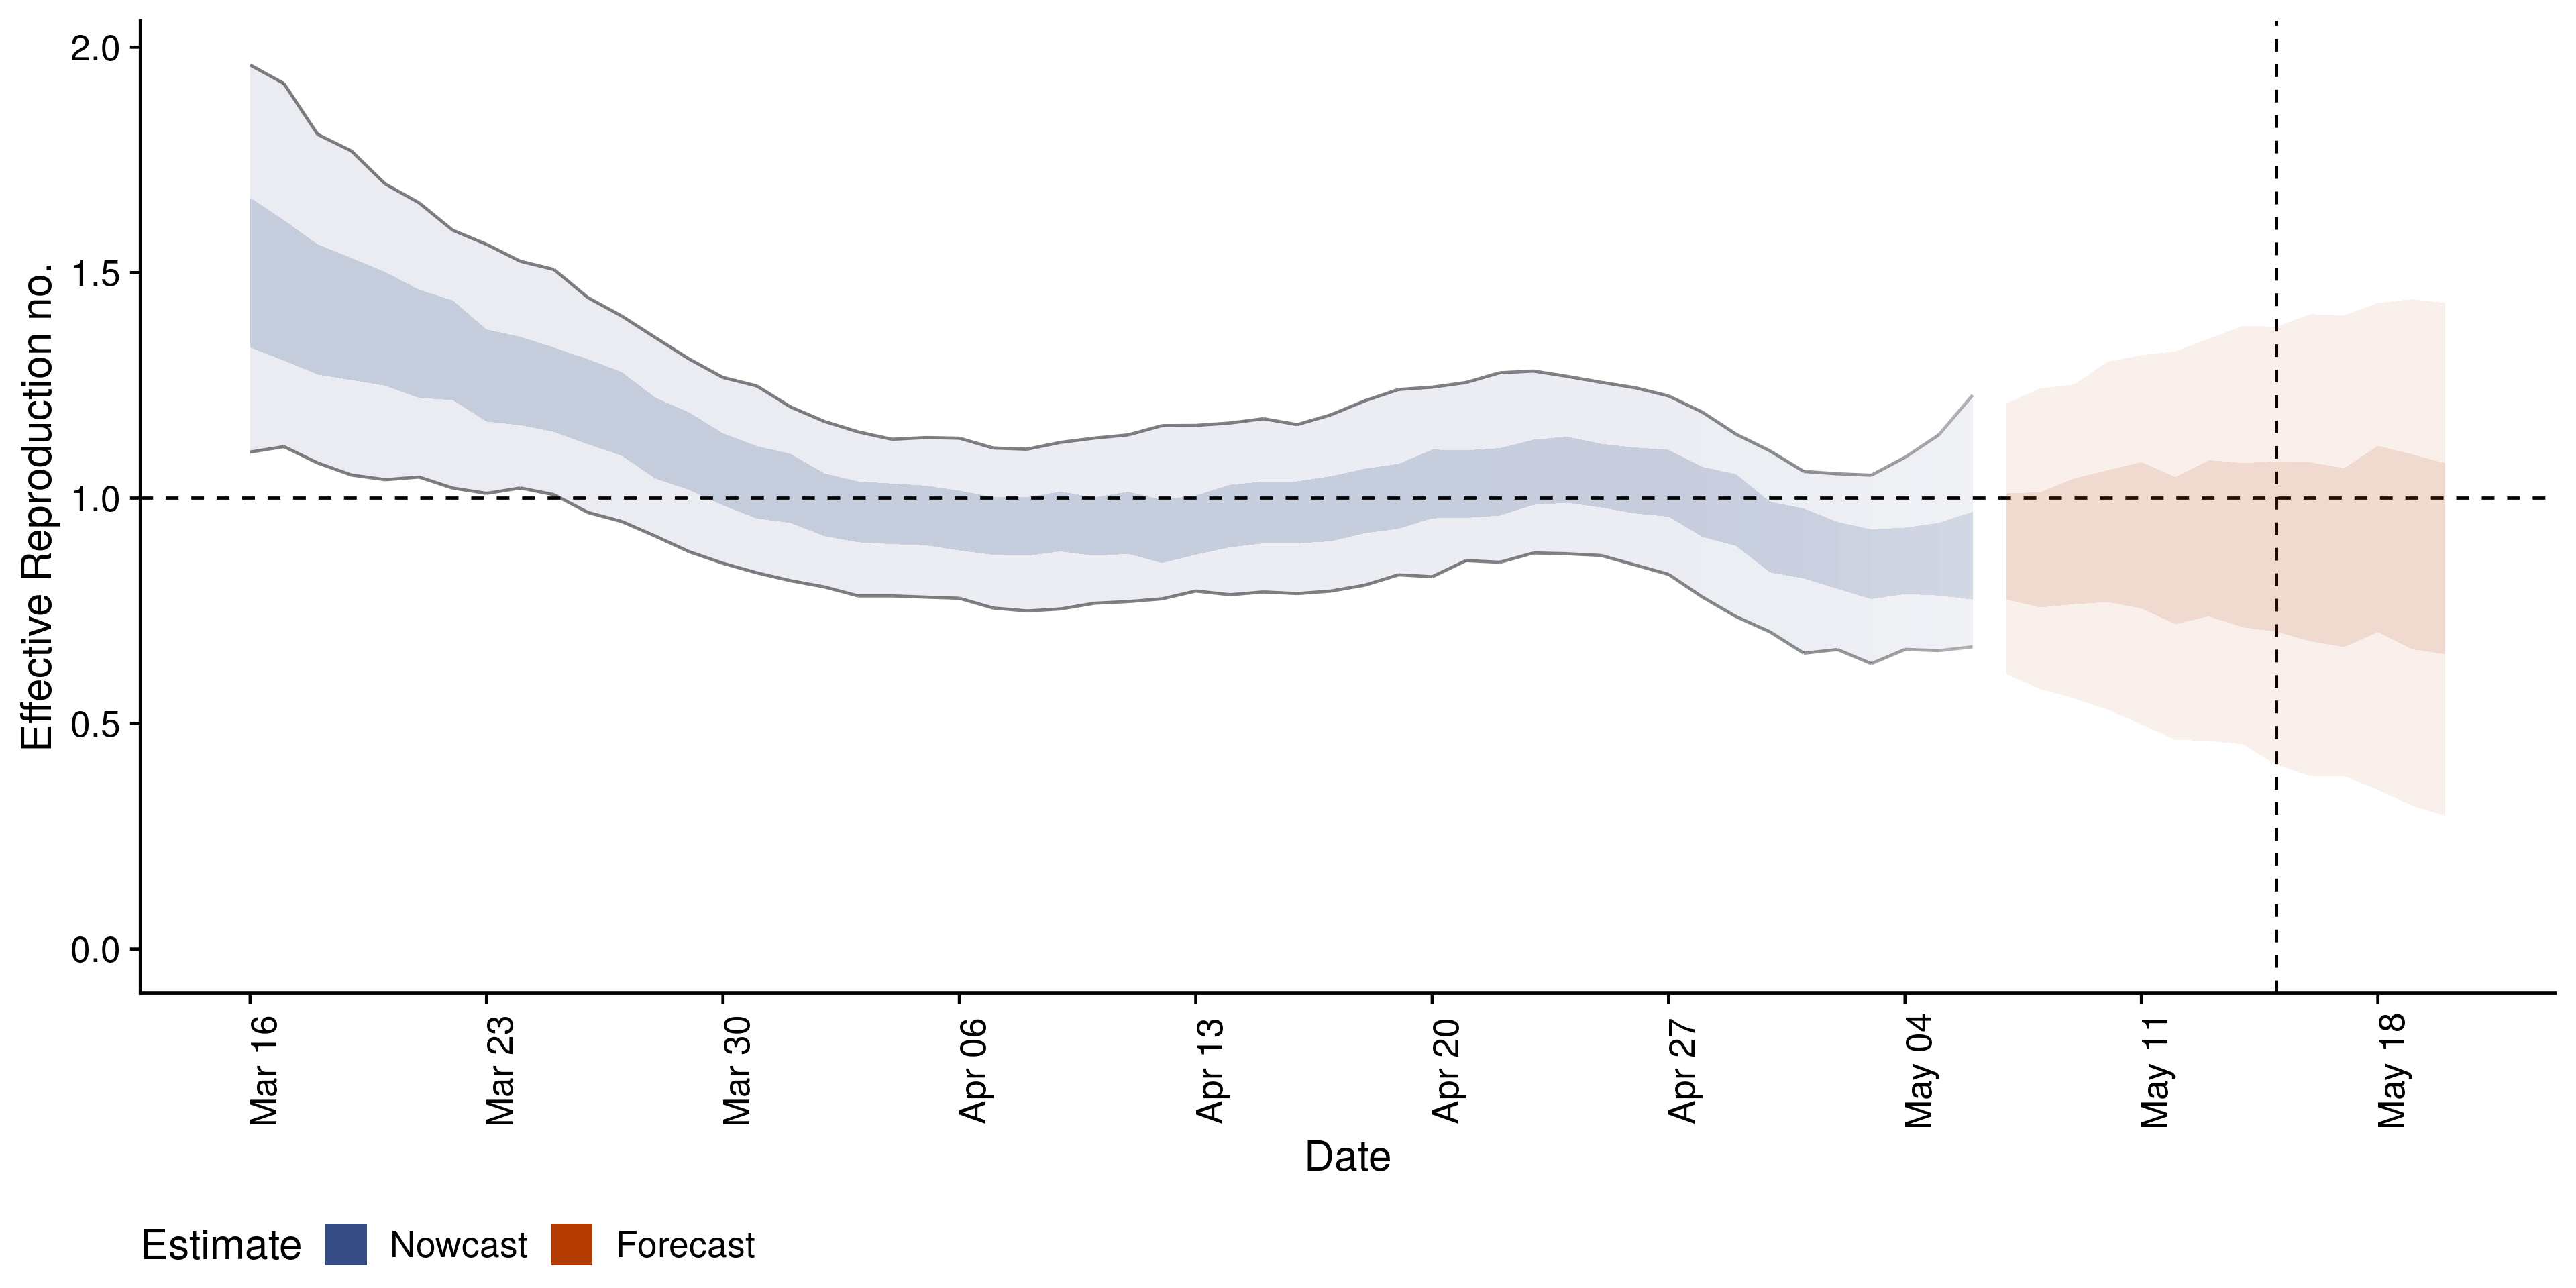 Effective Reproduction no.
2.0
1.5
1.0
0.5
0.0
Mar 16
Mar 23
Mar 30
Apr 06
Apr 13
Apr 20
Apr 27
May 04
May 11
May 18
Date
Estimate Nowcast Forecast